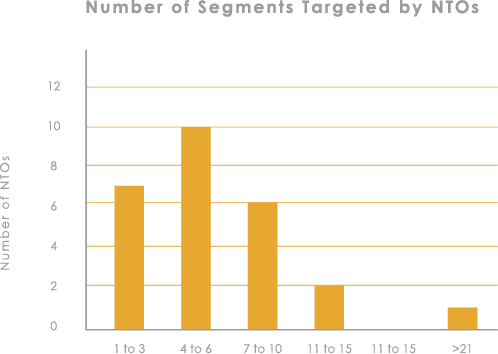 Number of Segments Targeted by NTOs
12
10
8
6
4
2
0
Number of NTOs
1 to 3 4 to 6 7 to 10 11 to 15 11 to 15 >21